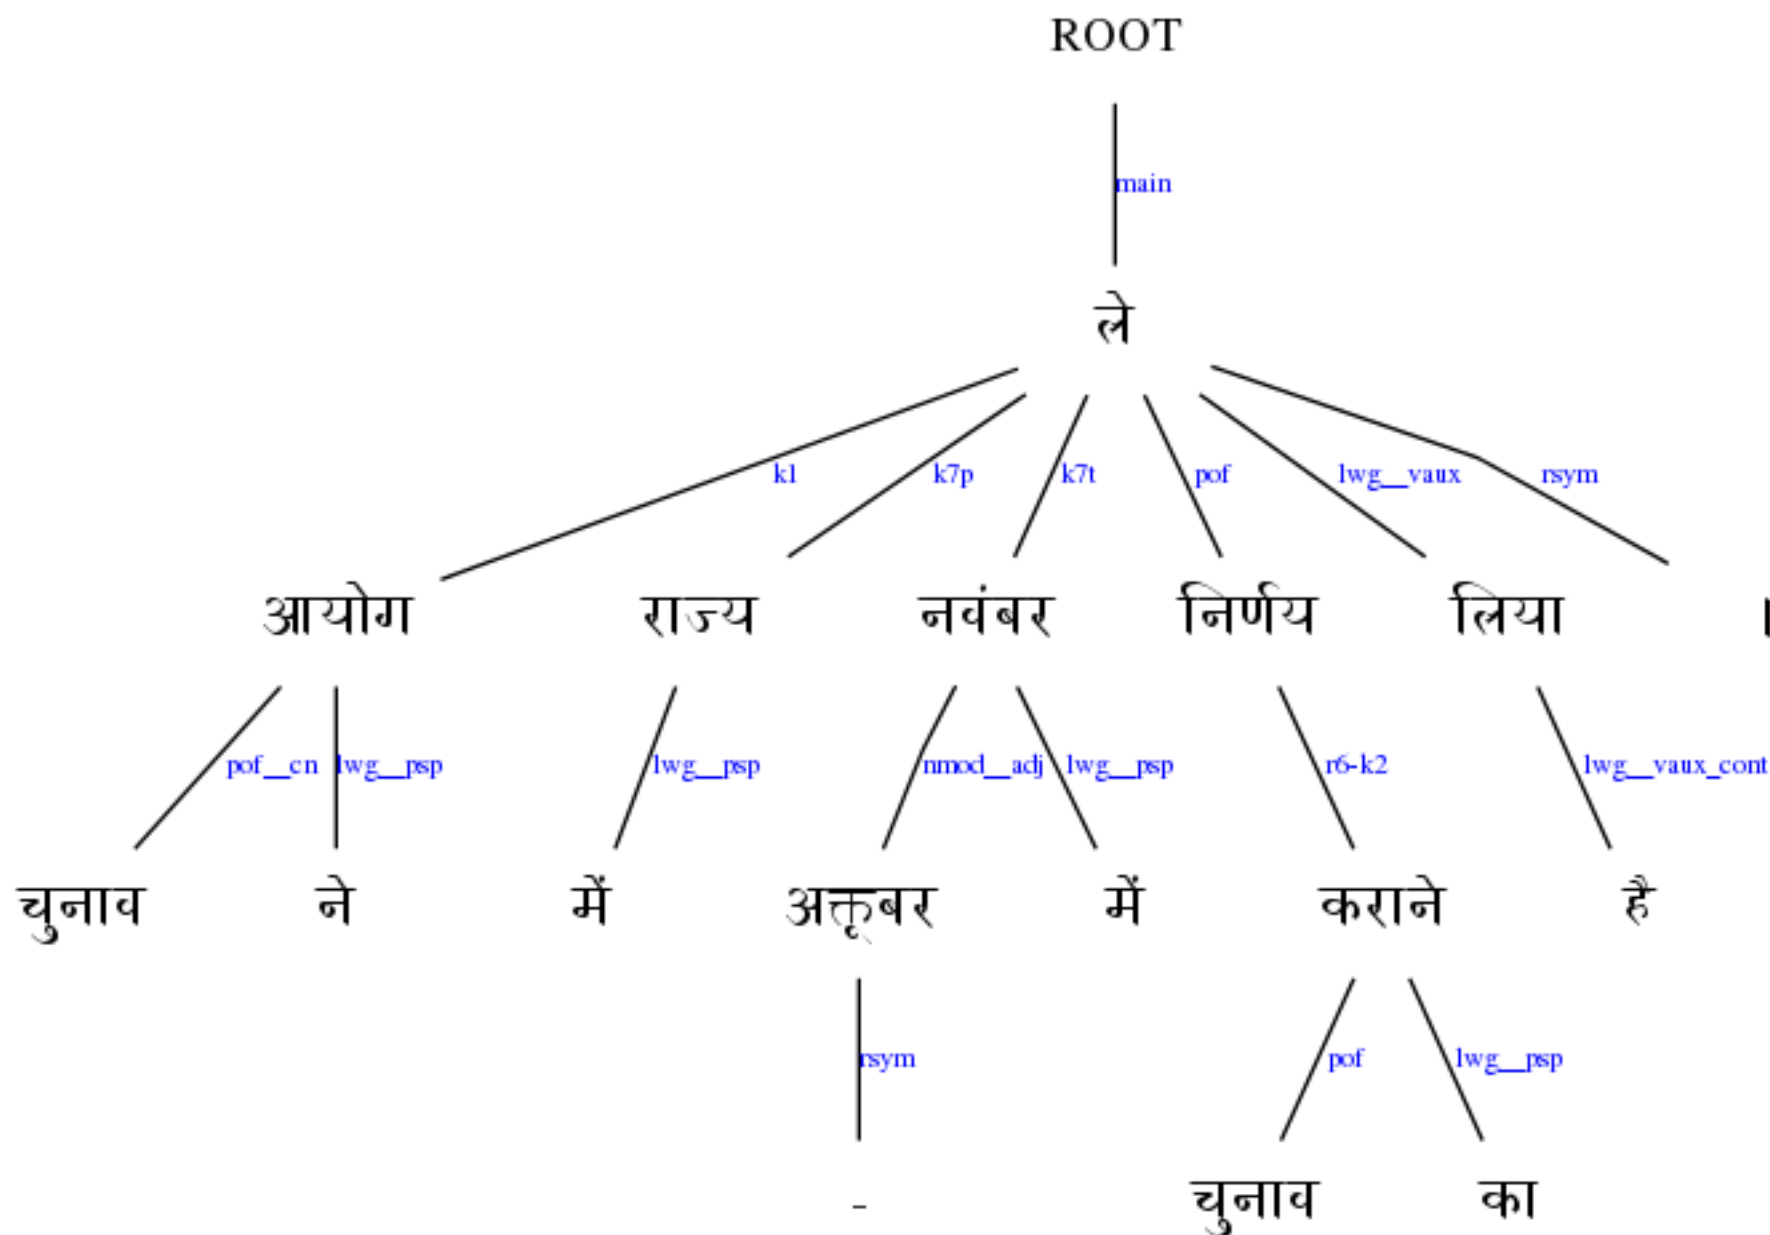 ROOT
main
ले
k1 k7p k7t pof lwg__vaux rsym
आयोग राज्य नवंबर निर्णय लिया ।
pof__cn lwg__psp lwg__psp nmod__adj lwg__psp r6-k2 lwg__vaux_cont
चुनाव ने में अक्तूबर में कराने है
rsym pof lwg__psp
- चुनाव का